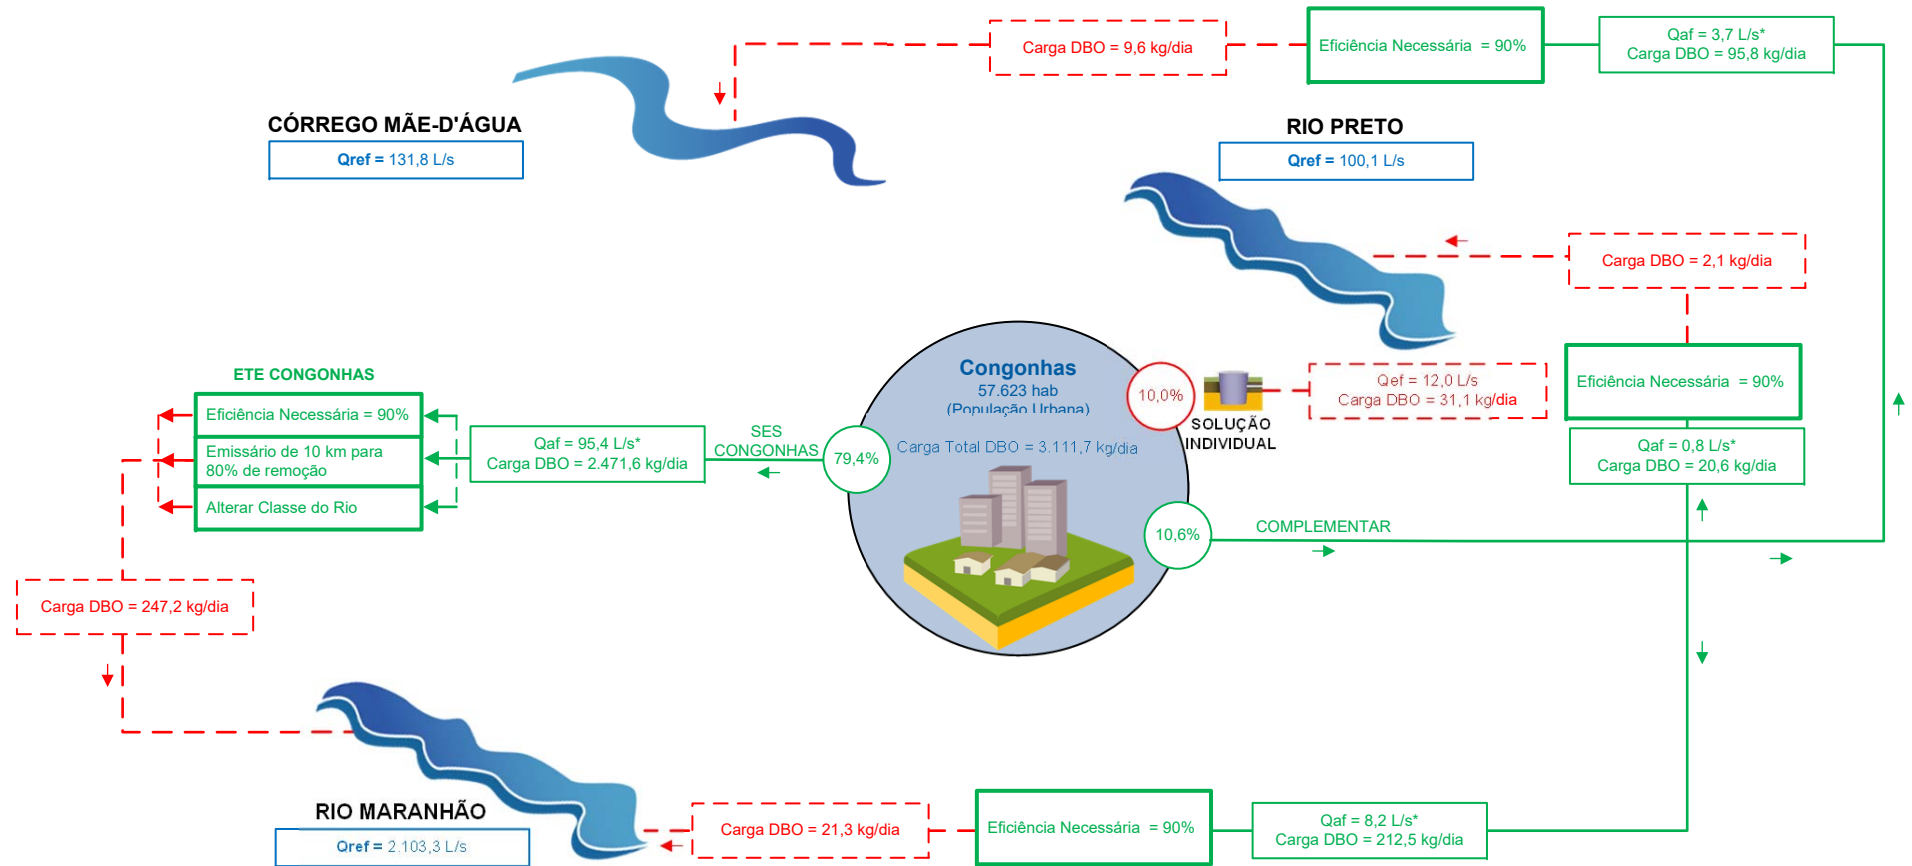 Carga DBO = 9,6 kg/dia
Eficiência Necessária = 90%
Qaf = 3,7 L/s*
Carga DBO = 95,8 kg/dia
CÓRREGO MÃE-D'ÁGUA
Qref = 131,8 L/s
RIO PRETO
Qref = 100,1 L/s
Carga DBO = 2,1 kg/dia
Eficiência Necessária = 90%
Qaf = 0,8 L/s*
Carga DBO = 20,6 kg/dia
Congonhas
57.623 hab
(População Urbana)
Carga Total DBO = 3.111,7 kg/dia
10,0%
SOLUÇÃO
INDIVIDUAL
Qef = 12,0 L/s
Carga DBO = 31,1 kg/dia
ETE CONGONHAS
Eficiência Necessária = 90%
Emissário de 10 km para
80% de remoção
Alterar Classe do Rio
Qaf = 95,4 L/s*
Carga DBO = 2.471,6 kg/dia
SES
CONGONHAS
79,4%
10,6%
COMPLEMENTAR
Carga DBO = 247,2 kg/dia
RIO MARANHÃO
Qref = 2.103,3 L/s
Carga DBO = 21,3 kg/dia
Eficiência Necessária = 90%
Qaf = 8,2 L/s*
Carga DBO = 212,5 kg/dia